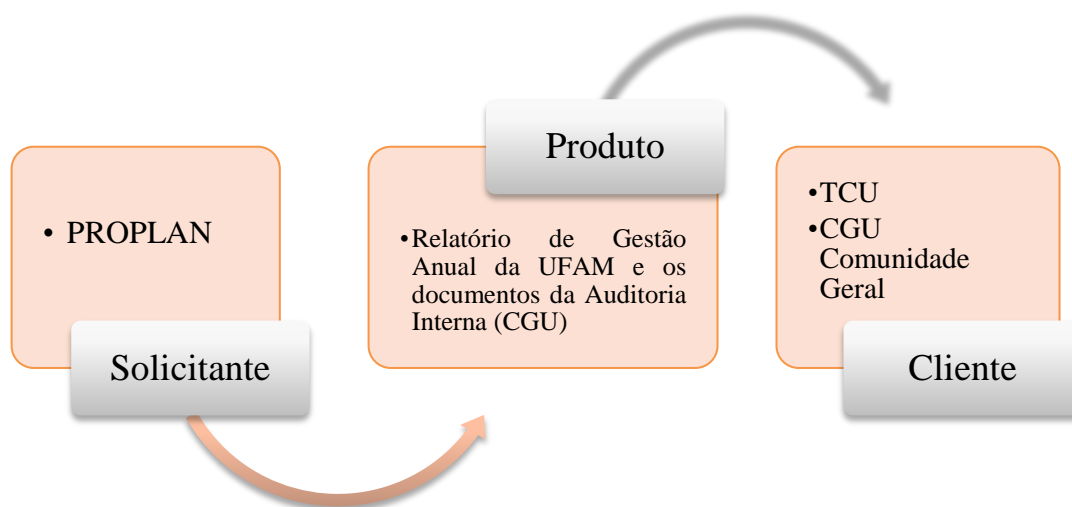 • PROPLAN
Solicitante
Produto
•Relatório de Gestão
Anual da UFAM e os
documentos da Auditoria
Interna (CGU)
•TCU
•CGU
Comunidade
Geral
Cliente